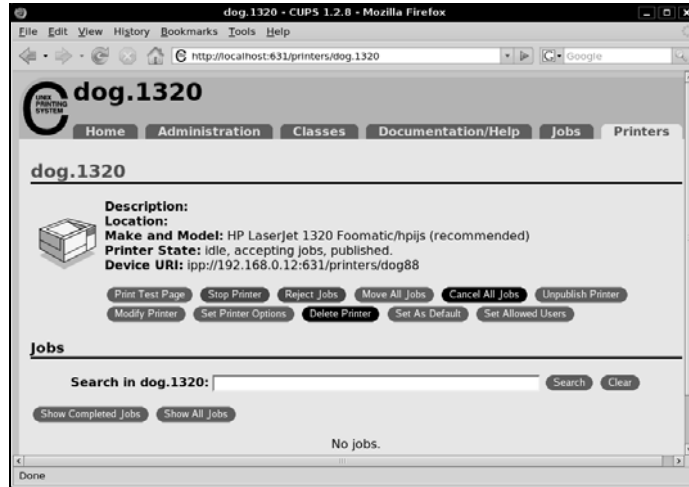 dog.1320 - CUPS 1.2.8 - Mozilla Firefox
File Edit View History Bookmarks Tools Help
http://localhost:631/printers/dog.1320
Google
UNIX PRINTING SYSTEM
dog.1320
Home Administration Classes Documentation/Help Jobs Printers
dog.1320
Description:
Location:
Make and Model: HP LaserJet 1320 Foomatic/hpijs (recommended)
Printer State: idle, accepting jobs, published.
Device URI: ipp://192.168.0.12:631/printers/dog88
Print Test Page Stop Printer Reject Jobs Move All Jobs Cancel All Jobs Unpublish Printer
Modify Printer Set Printer Options Delete Printer Set As Default Set Allowed Users
Jobs
Search in dog.1320: Search Clear
Show Completed Jobs Show All Jobs
No jobs.
Done